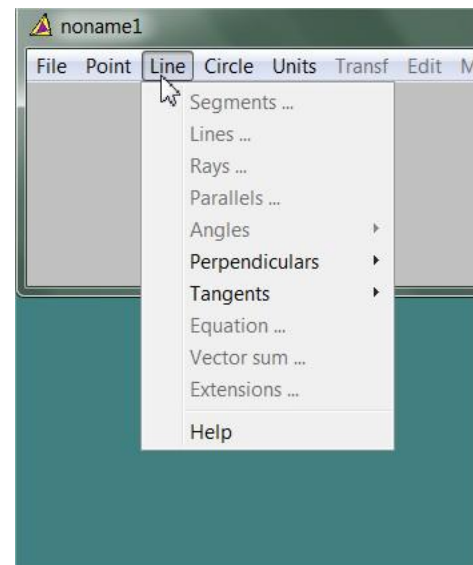 noname1
File Point Line Circle Units Transf Edit M
Segments ...
Lines ...
Rays ...
Parallels ...
Angles
Perpendiculars
Tangents
Equation ...
Vector sum ...
Extensions ...
Help